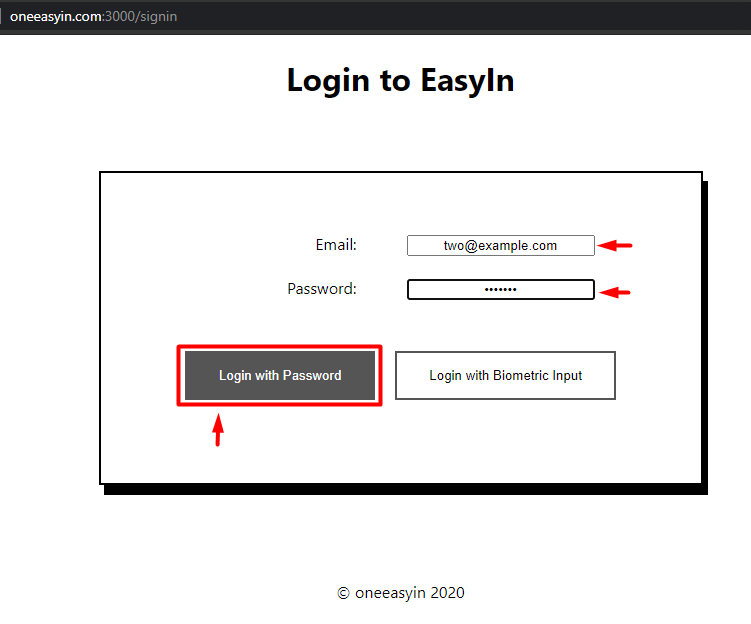 oneeasyin.com:3000/signin
Login to EasyIn
Email: two@example.com
Password: •••••••
Login with Password Login with Biometric Input
© oneeasyin 2020